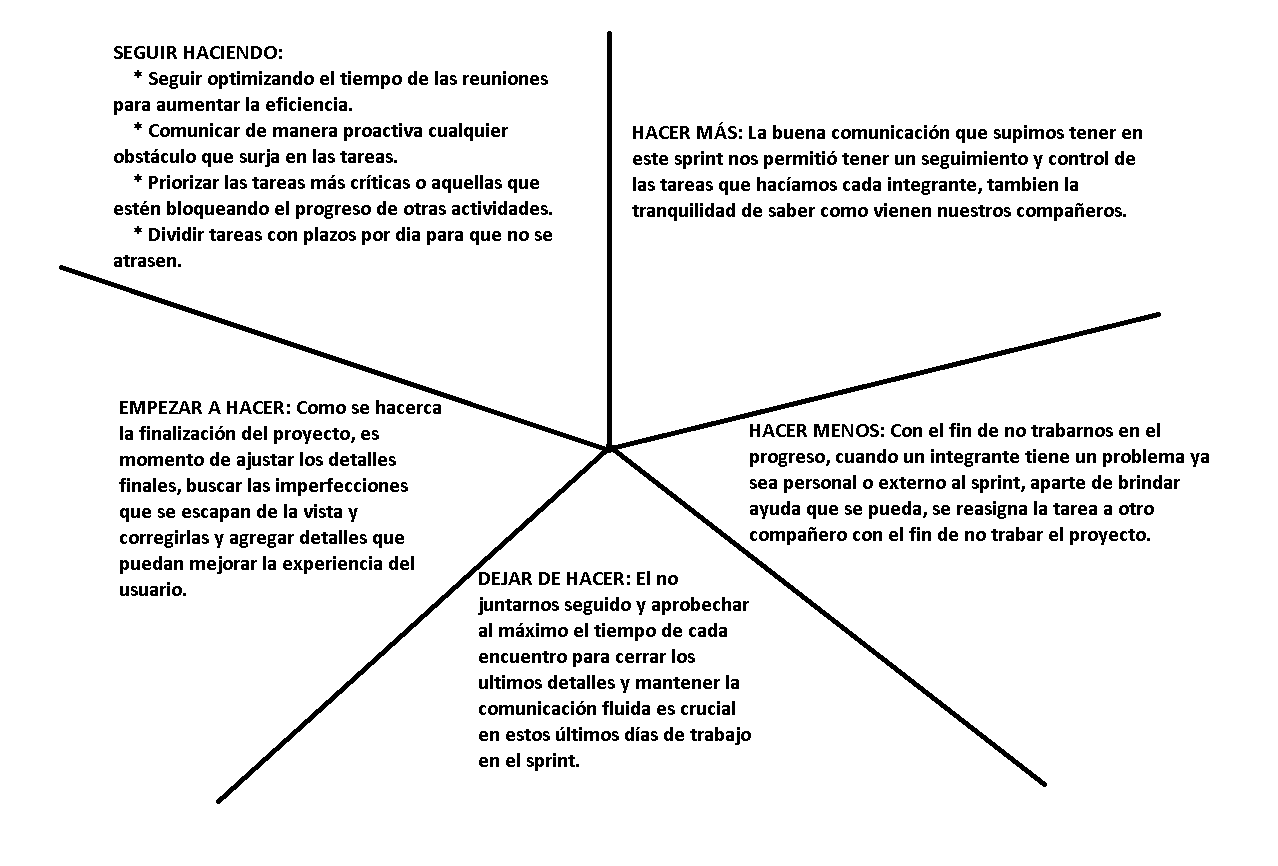 SEGUIR HACIENDO:
* Seguir optimizando el tiempo de las reuniones
para aumentar la eficiencia.
* Comunicar de manera proactiva cualquier
obstáculo que surja en las tareas.
* Priorizar las tareas más críticas o aquellas que
estén bloqueando el progreso de otras actividades.
* Dividir tareas con plazos por dia para que no se
atrasen.
HACER MÁS: La buena comunicación que supimos tener en
este sprint nos permitió tener un seguimiento y control de
las tareas que hacíamos cada integrante, tambien la
tranquilidad de saber como vienen nuestros compañeros.
EMPEZAR A HACER: Como se hacerca
la finalización del proyecto, es
momento de ajustar los detalles
finales, buscar las imperfecciones
que se escapan de la vista y
corregirlas y agregar detalles que
puedan mejorar la experiencia del
usuario.
HACER MENOS: Con el fin de no trabarnos en el
progreso, cuando un integrante tiene un problema ya
sea personal o externo al sprint, aparte de brindar
ayuda que se pueda, se reasigna la tarea a otro
compañero con el fin de no trabar el proyecto.
DEJAR DE HACER: El no
juntarnos seguido y aprobechar
al máximo el tiempo de cada
encuentro para cerrar los
ultimos detalles y mantener la
comunicación fluida es crucial
en estos últimos días de trabajo
en el sprint.